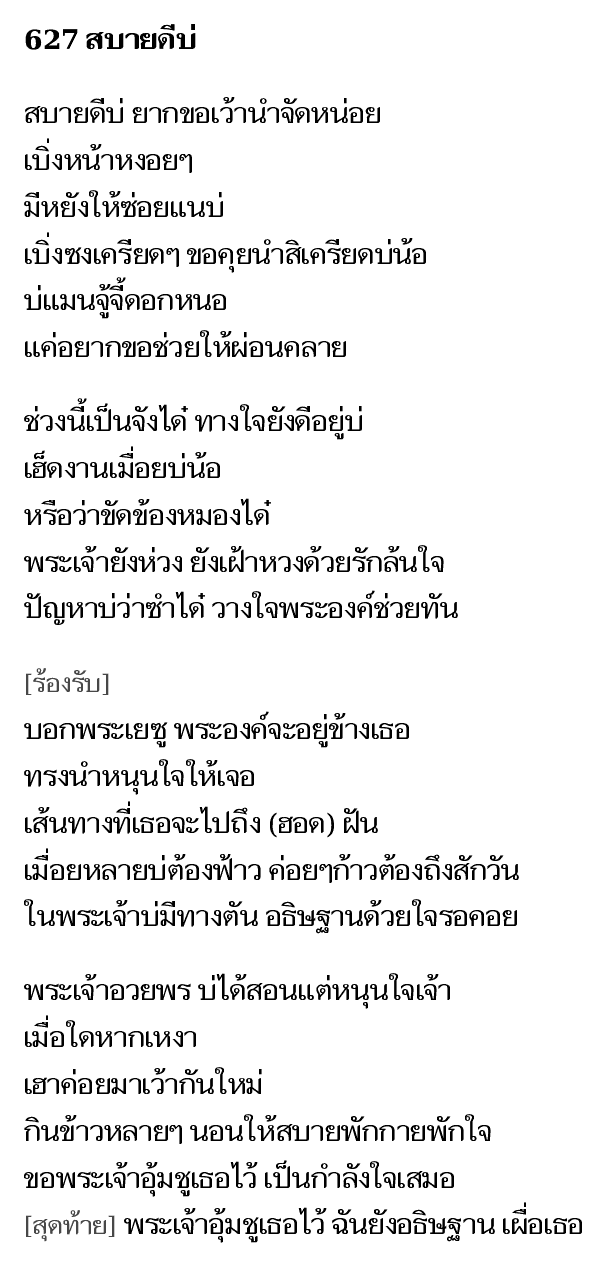 627 สบายดีบ่
สบายดีบ่ ยากขอเว้านำจัดหน่อย
เบิ่งหน้าหงอยๆ
มีหยังให้ซ่อยแนบ่
เบิ่งซงเครียดๆ ขอคุยนำสิเครียดบ่น้อ
บ่แมนจู้จี้ดอกหนอ
แค่อยากขอช่วยให้ผ่อนคลาย
ช่วงนี้เป็นจังได๋ ทางใจยังดีอยู่บ่
เฮ็ดงานเมื่อยบ่น้อ
หรือว่าขัดข้องหมองได๋
พระเจ้ายังห่วง ยังเฝ้าหวงด้วยรักล้นใจ
ปัญหาบ่ว่าซำได๋ วางใจพระองค์ช่วยทัน
[ร้องรับ]
บอกพระเยซู พระองค์จะอยู่ข้างเธอ
ทรงนำหนุนใจให้เจอ
เส้นทางที่เธอจะไปถึง (ฮอด) ฝัน
เมื่อยหลายบ่ต้องฟ้าว ค่อยๆก้าวต้องถึงสักวัน
ในพระเจ้าบ่มีทางตัน อธิษฐานด้วยใจรอคอย
พระเจ้าอวยพร บ่ได้สอนแต่หนุนใจเจ้า
เมื่อใดหากเหงา
เฮาค่อยมาเว้ากันใหม่
กินข้าวหลายๆ นอนให้สบายพักกายพักใจ
ขอพระเจ้าอุ้มชูเธอไว้ เป็นกำลังใจเสมอ
[สุดท้าย] พระเจ้าอุ้มชูเธอไว้ ฉันยังอธิษฐาน เผื่อเธอ